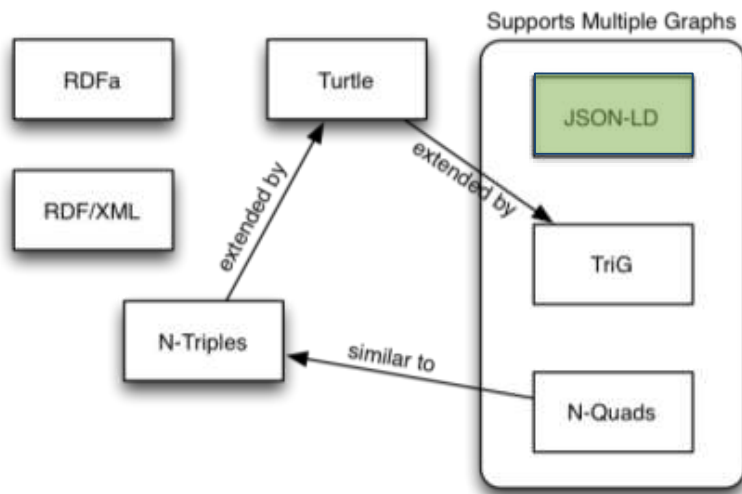 Supports Multiple Graphs
RDFa
Turtle
JSON-LD
extended by
extended by
RDF/XML
TriG
N-Triples
similar to
N-Quads